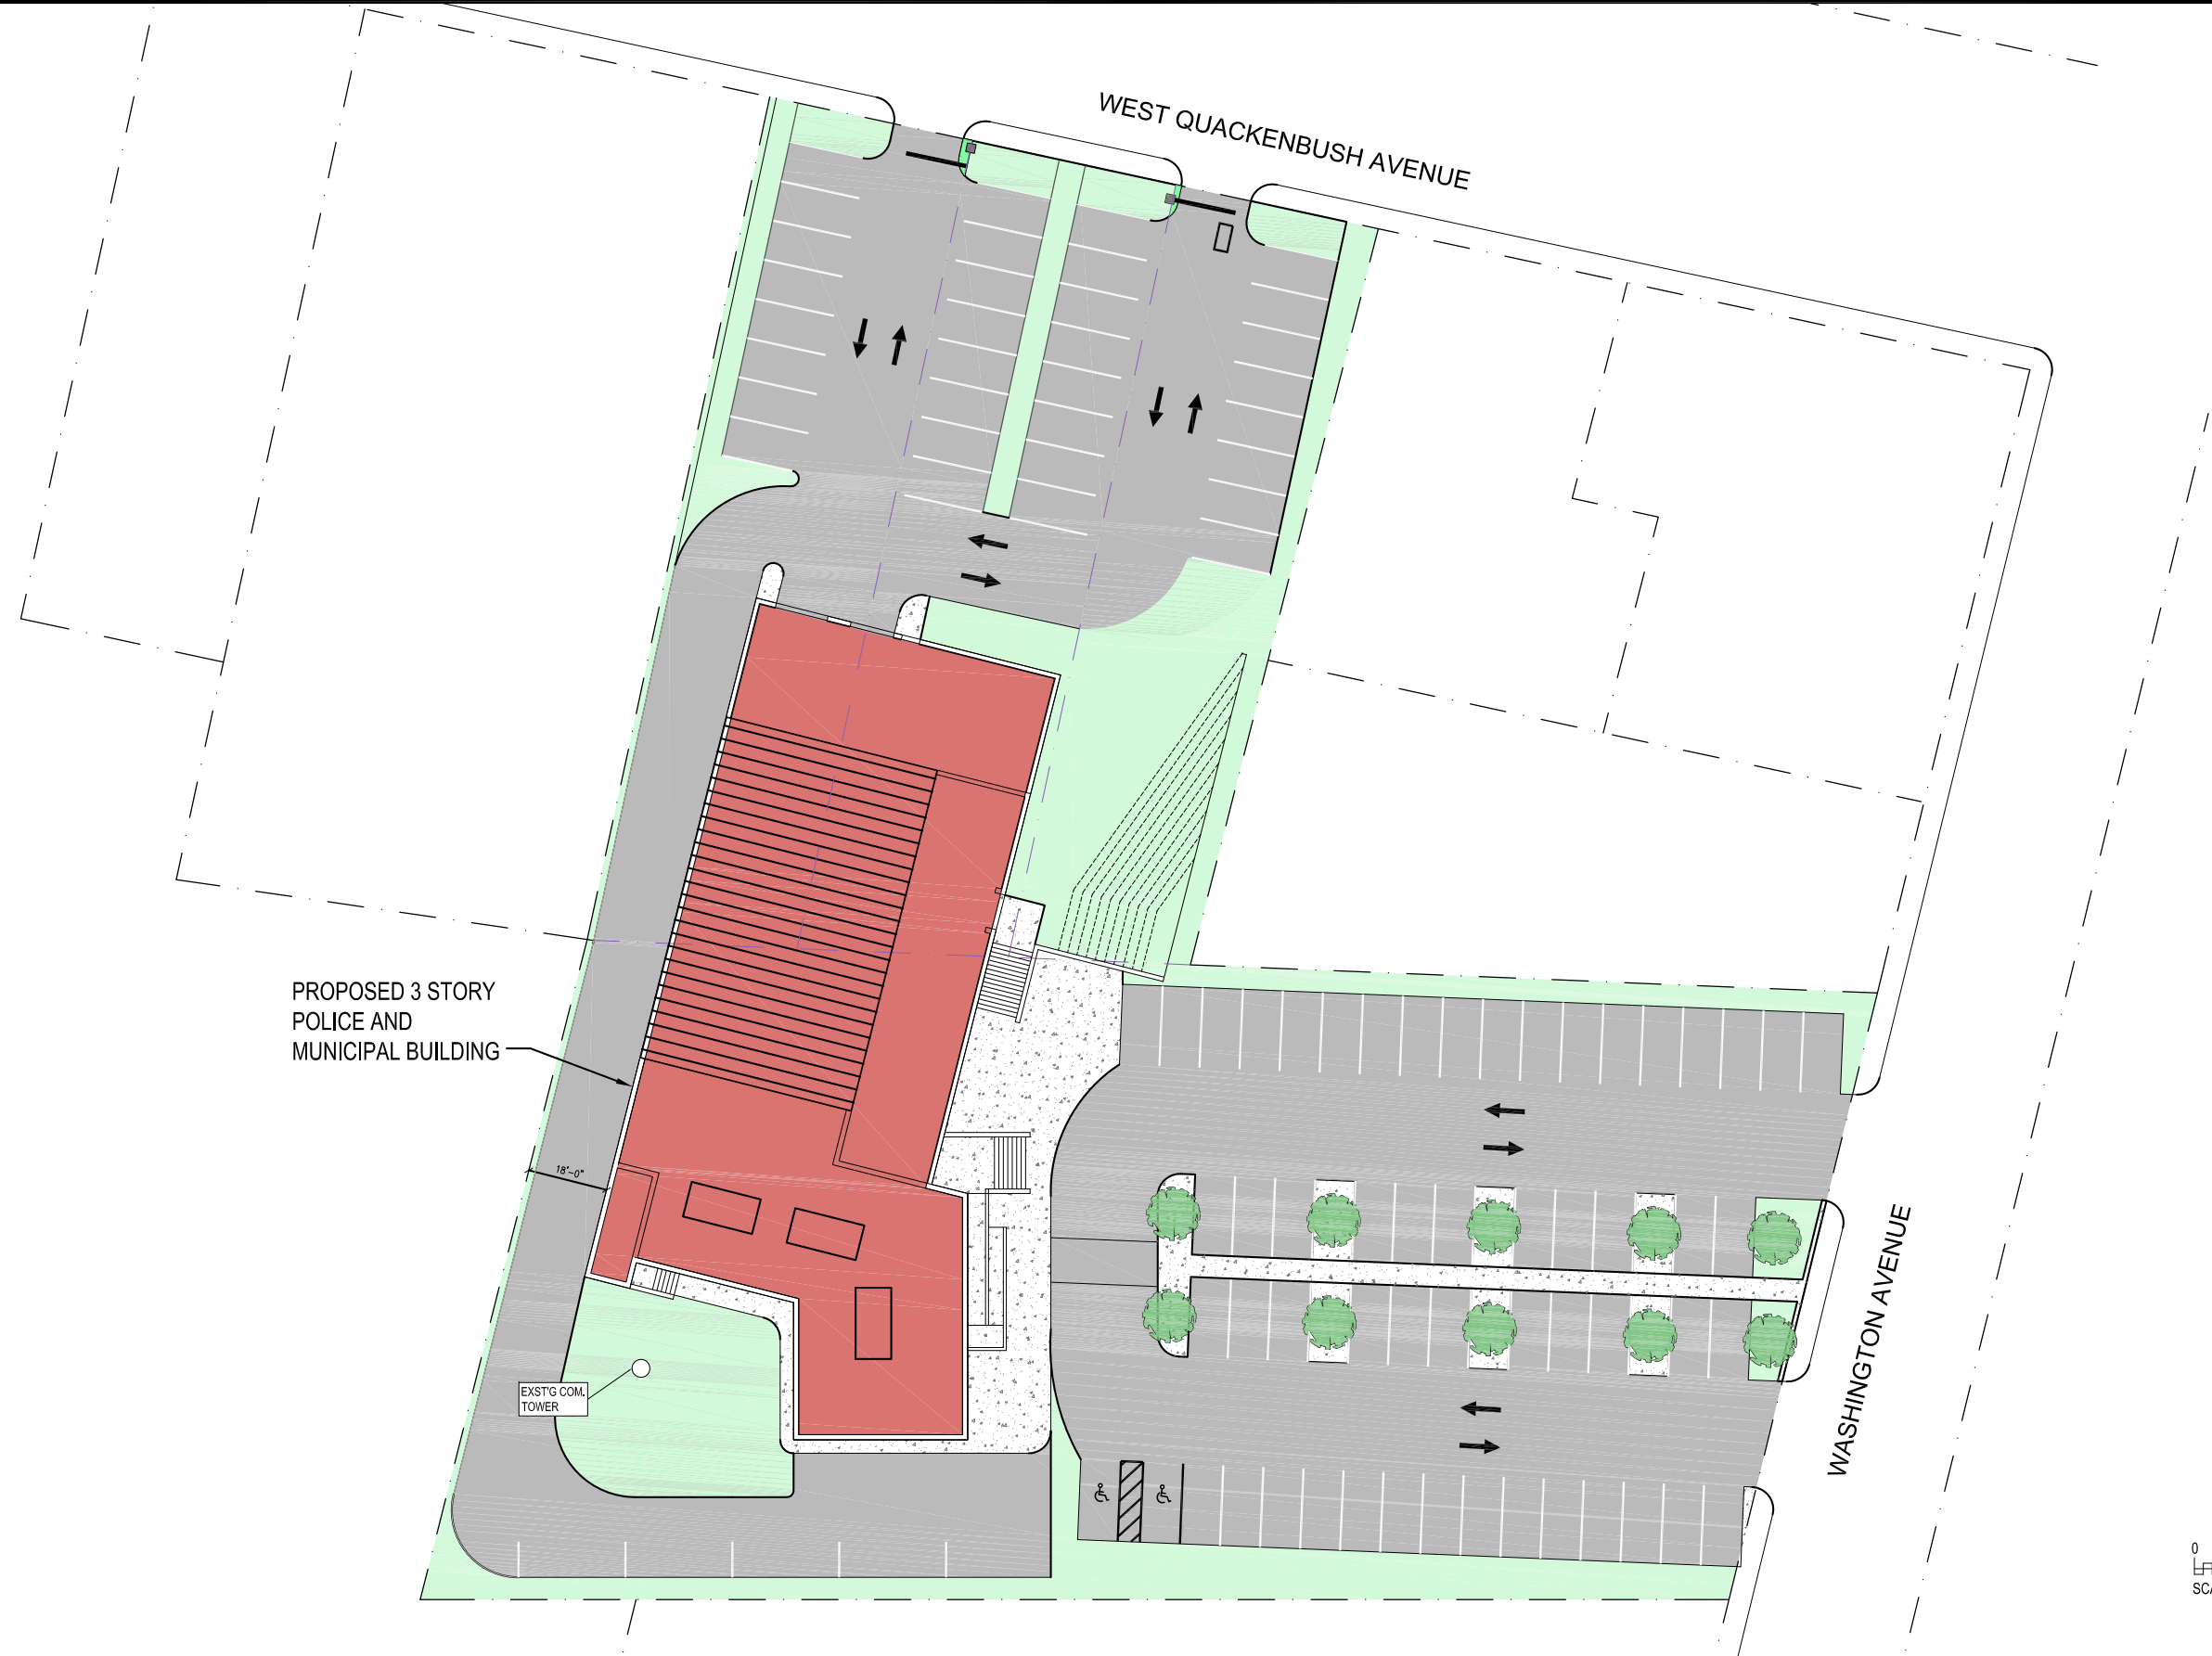 WEST QUACKENBUSH AVENUE
PROPOSED 3 STORY
POLICE AND
MUNICIPAL BUILDING
18'-0"
EXST'G COM.
TOWER
WASHINGTON AVENUE
0